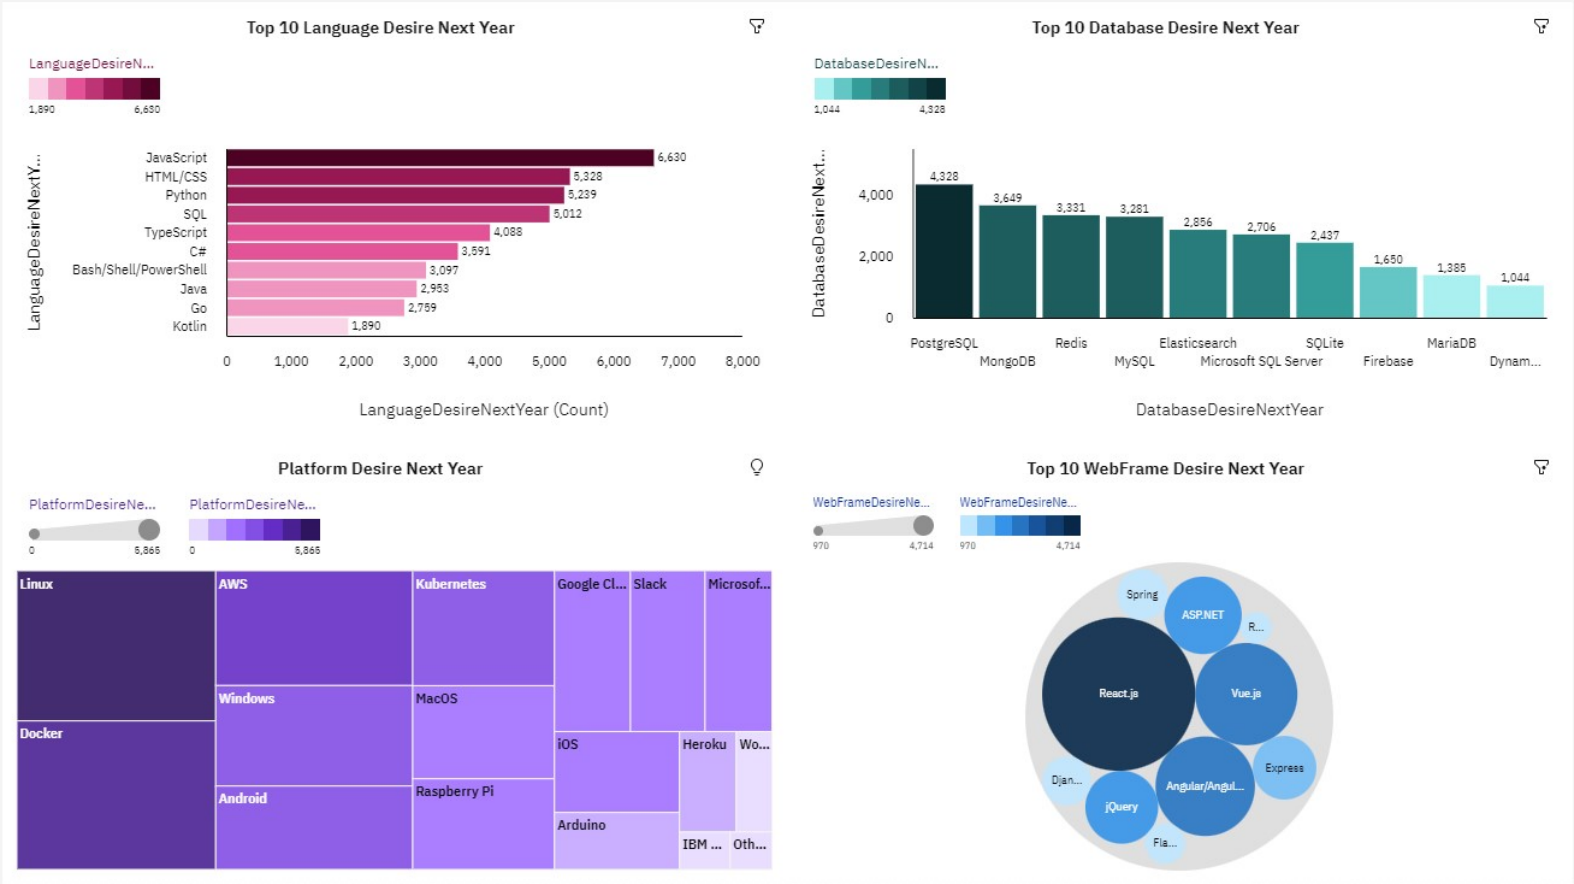 Top 10 Language Desire Next Year
LanguageDesireN...
1,890 6,630
LanguageDesireNextY...
JavaScript 6,630
HTML/CSS 5,328
Python 5,239
SQL 5,012
TypeScript 4,088
C# 3,591
Bash/Shell/PowerShell 3,097
Java 2,953
Go 2,759
Kotlin 1,890
0 1,000 2,000 3,000 4,000 5,000 6,000 7,000 8,000
LanguageDesireNextYear (Count)
Top 10 Database Desire Next Year
DatabaseDesireN...
1,044 4,328
DatabaseDesireNext...
4,000
2,000
0
4,328 3,649 3,331 3,281 2,856 2,706 2,437 1,650 1,385 1,044
PostgreSQL Redis Elasticsearch SQLite MariaDB
MongoDB MySQL Microsoft SQL Server Firebase Dynam...
DatabaseDesireNextYear
Platform Desire Next Year
PlatformDesireNe... PlatformDesireNe...
0 5,865 0 5,865
Linux AWS Kubernetes Google Cl... Slack Microsof...
Windows MacOS
Docker iOS Heroku Wo...
Android Raspberry Pi
Arduino IBM ... Oth...
Top 10 WebFrame Desire Next Year
WebFrameDesireNe... WebFrameDesireNe...
970 4,714 970 4,714
Spring
ASP.NET
R...
React.js Vue.js
Express
Djan... Angular/Angul...
jQuery
Fla...